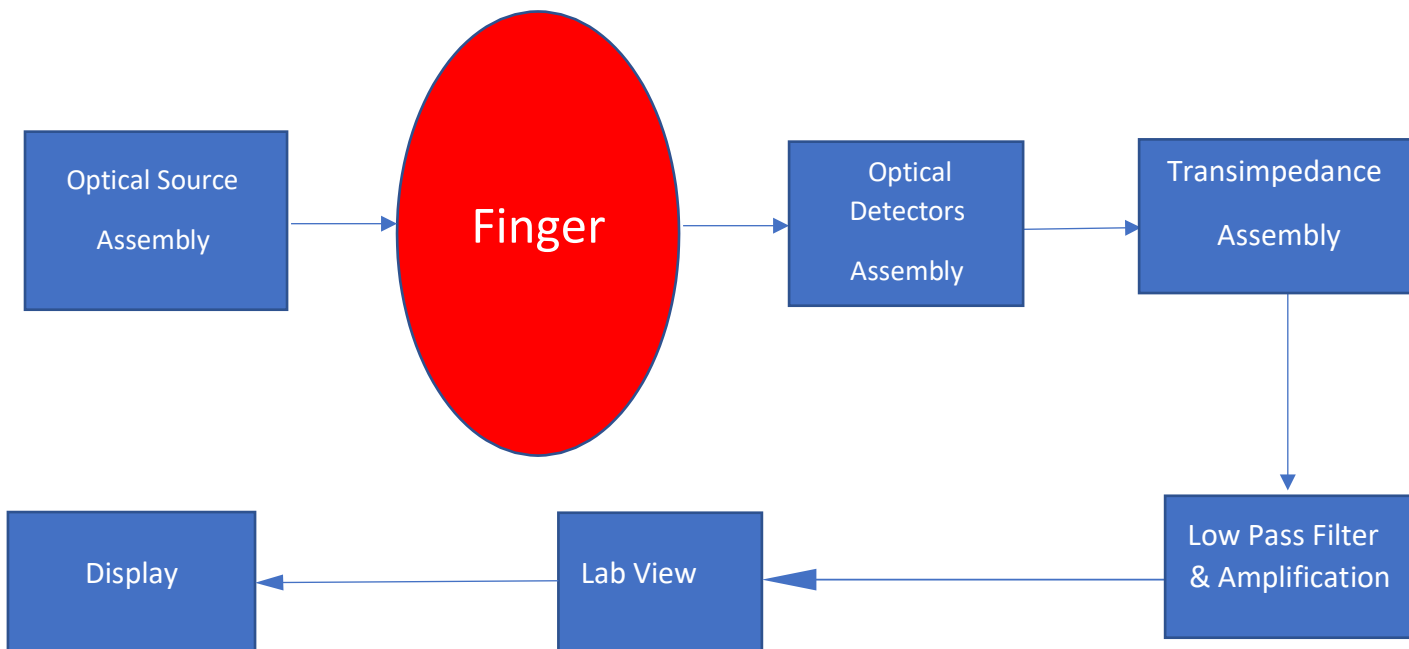 Optical Source
Assembly
Finger
Optical
Detectors
Assembly
Transimpedance
Assembly
Low Pass Filter
& Amplification
Lab View
Display